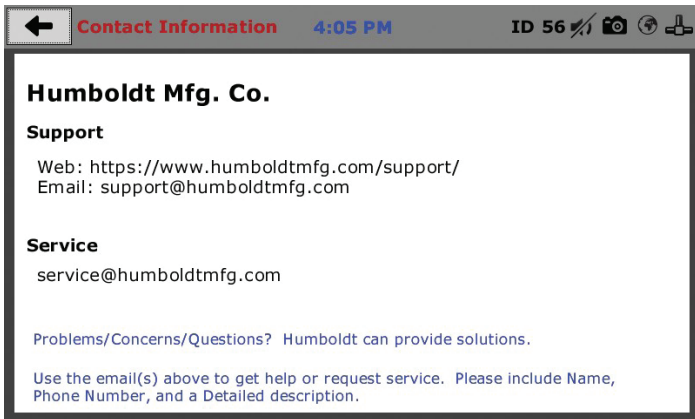 Contact Information 4:05 PM ID 56
Humboldt Mfg. Co.
Support
Web: https://www.humboldtmfg.com/support/
Email: support@humboldtmfg.com
Service
service@humboldtmfg.com
Problems/Concerns/Questions? Humboldt can provide solutions.
Use the email(s) above to get help or request service. Please include Name,
Phone Number, and a Detailed description.